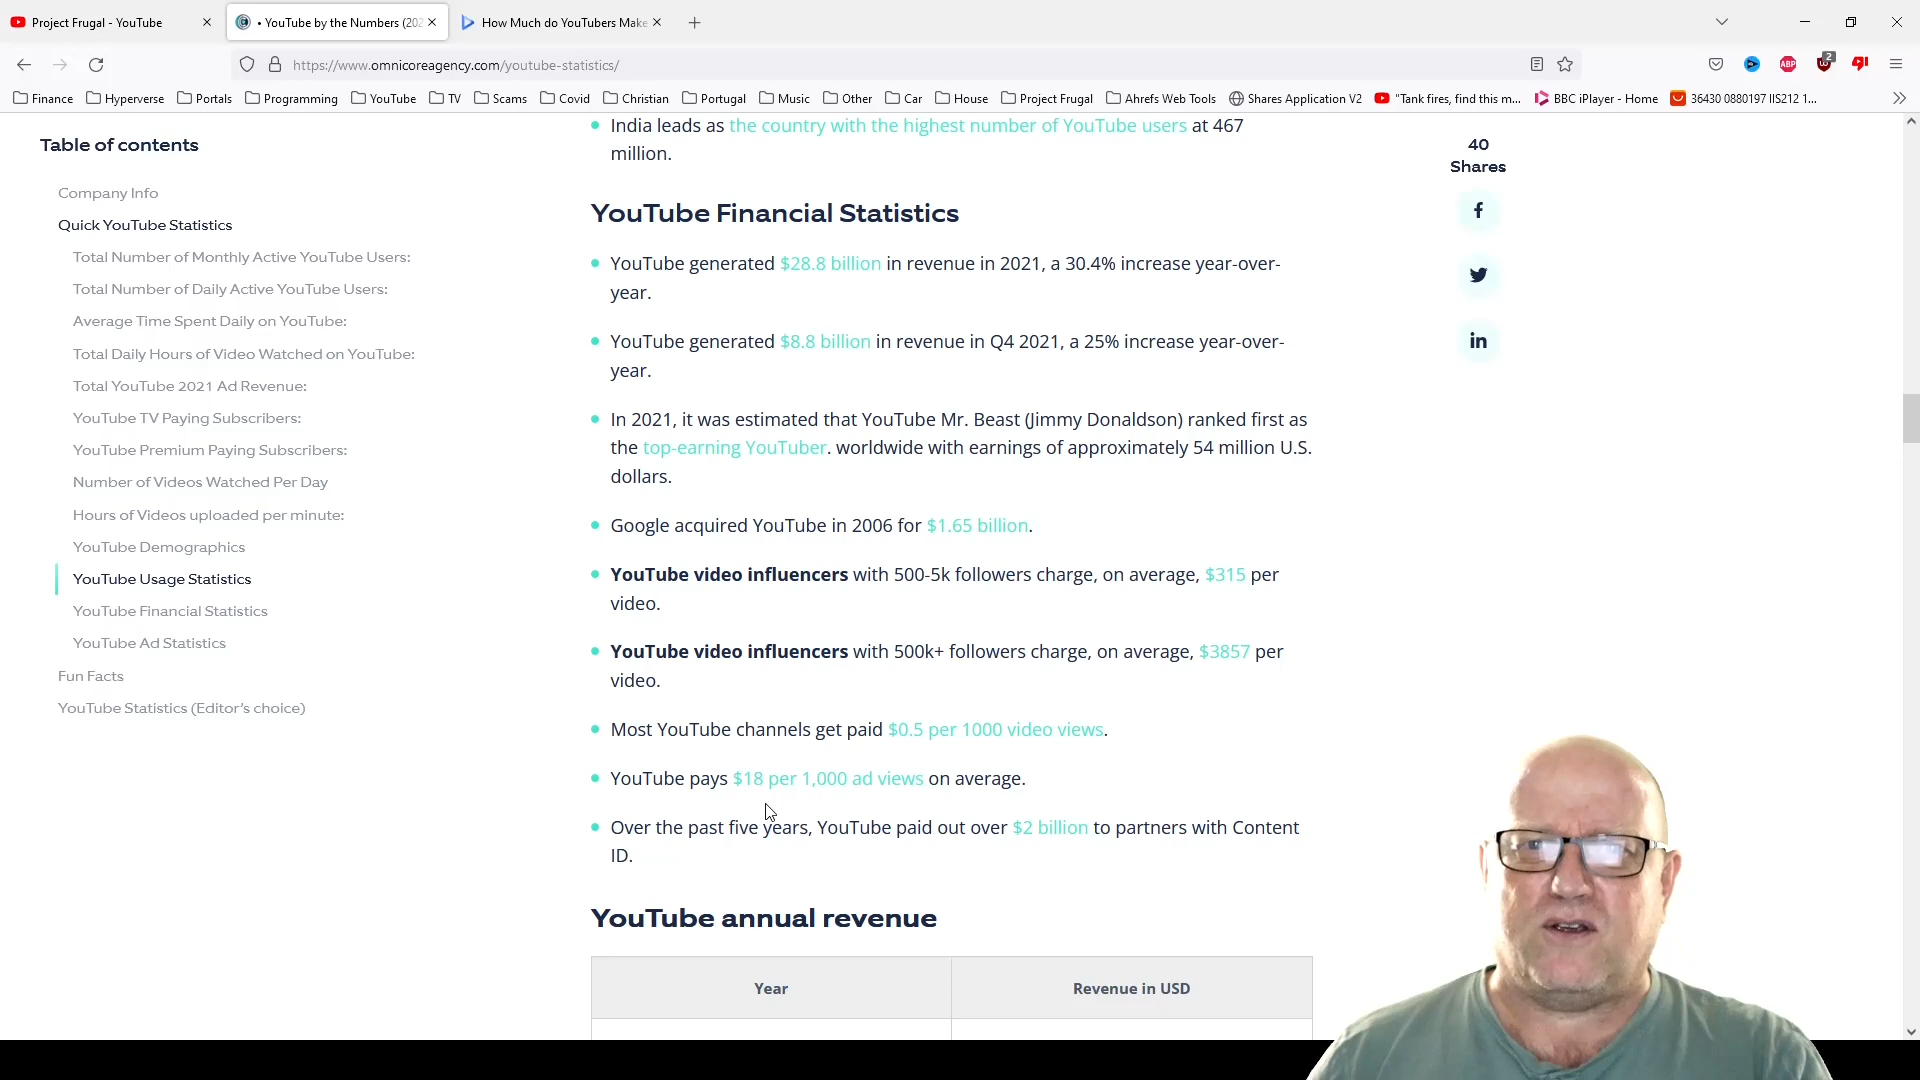 Project Frugal - YouTube
• YouTube by the Numbers (202
How Much do YouTubers Make
https://www.omnicoreagency.com/youtube-statistics/
ABP
2
Finance
Hyperverse
Portals
Programming
YouTube
TV
Scams
Covid
Christian
Portugal
Music
Other
Car
House
Project Frugal
Ahrefs Web Tools
Shares Application V2
"Tank fires, find this m...
BBC iPlayer - Home
36430 0880197 IIS212 1...
Table of contents
Company Info
Quick YouTube Statistics
Total Number of Monthly Active YouTube Users:
Total Number of Daily Active YouTube Users:
Average Time Spent Daily on YouTube:
Total Daily Hours of Video Watched on YouTube:
Total YouTube 2021 Ad Revenue:
YouTube TV Paying Subscribers:
YouTube Premium Paying Subscribers:
Number of Videos Watched Per Day
Hours of Videos uploaded per minute:
YouTube Demographics
YouTube Usage Statistics
YouTube Financial Statistics
YouTube Ad Statistics
Fun Facts
YouTube Statistics (Editor's choice)
India leads as the country with the highest number of YouTube users at 467
million.
YouTube Financial Statistics
YouTube generated $28.8 billion in revenue in 2021, a 30.4% increase year-over-
year.
YouTube generated $8.8 billion in revenue in Q4 2021, a 25% increase year-over-
year.
In 2021, it was estimated that YouTube Mr. Beast (Jimmy Donaldson) ranked first as
the top-earning YouTuber. worldwide with earnings of approximately 54 million U.S.
dollars.
Google acquired YouTube in 2006 for $1.65 billion.
YouTube video influencers with 500-5k followers charge, on average, $315 per
video.
YouTube video influencers with 500k+ followers charge, on average, $3857 per
video.
Most YouTube channels get paid $0.5 per 1000 video views.
YouTube pays $18 per 1,000 ad views on average.
Over the past five years, YouTube paid out over $2 billion to partners with Content
ID.
YouTube annual revenue
Year
Revenue in USD
40
Shares